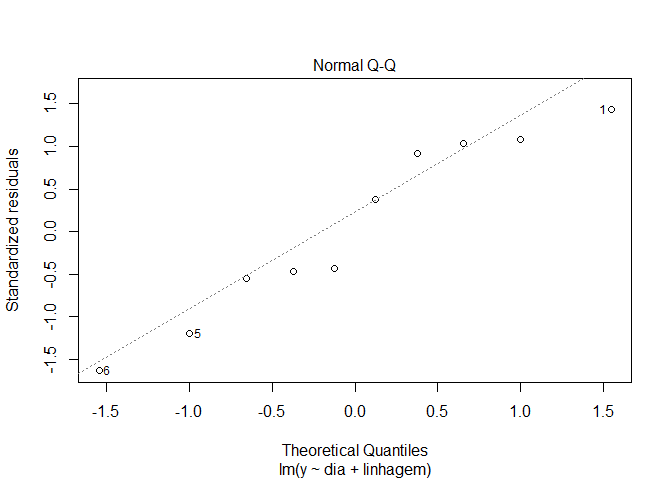 Normal Q-Q
Standardized residuals
1.5
1.0
0.5
0.0
-0.5
-1.0
-1.5
1
5
6
-1.5 -1.0 -0.5 0.0 0.5 1.0 1.5
Theoretical Quantiles
lm(y ~ dia + linhagem)